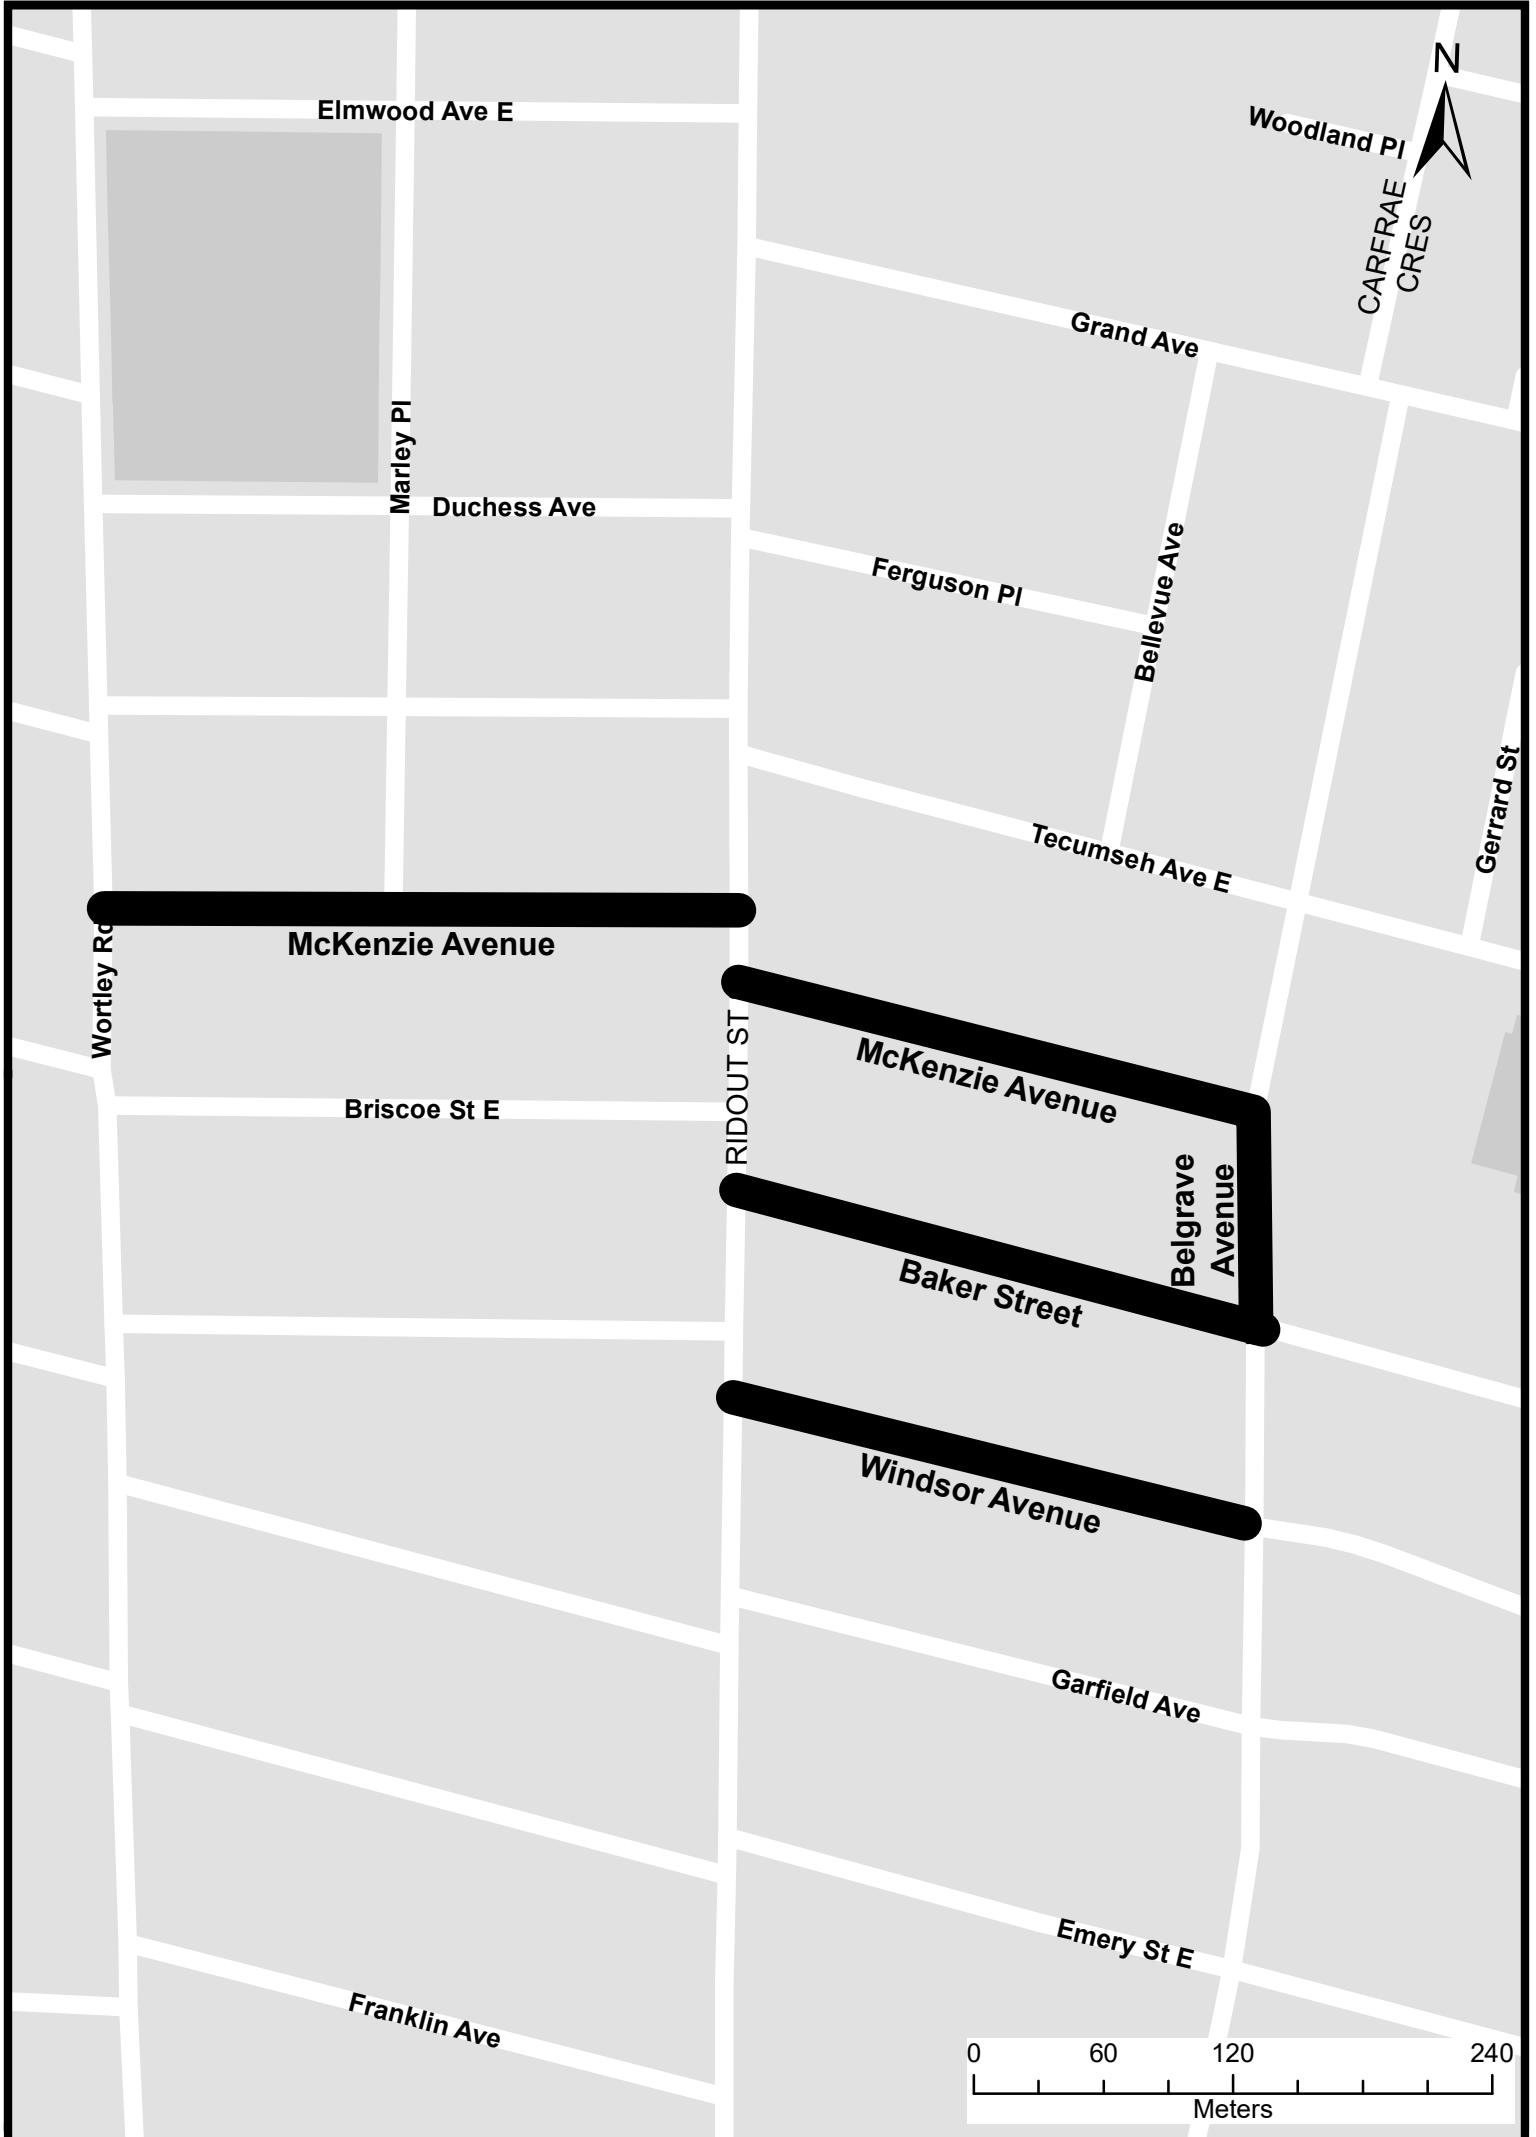 N
Elmwood Ave E
Woodland Pl
CARFRAE
CRES
Grand Ave
Marley Pl
Duchess Ave
Ferguson Pl
Bellevue Ave
Gerrard St
Tecumseh Ave E
McKenzie Avenue
Wortley Rd
RIDOUT ST
McKenzie Avenue
Briscoe St E
Belgrave
Avenue
Baker Street
Windsor Avenue
Garfield Ave
Emery St E
Franklin Ave
0 60 120 240
Meters